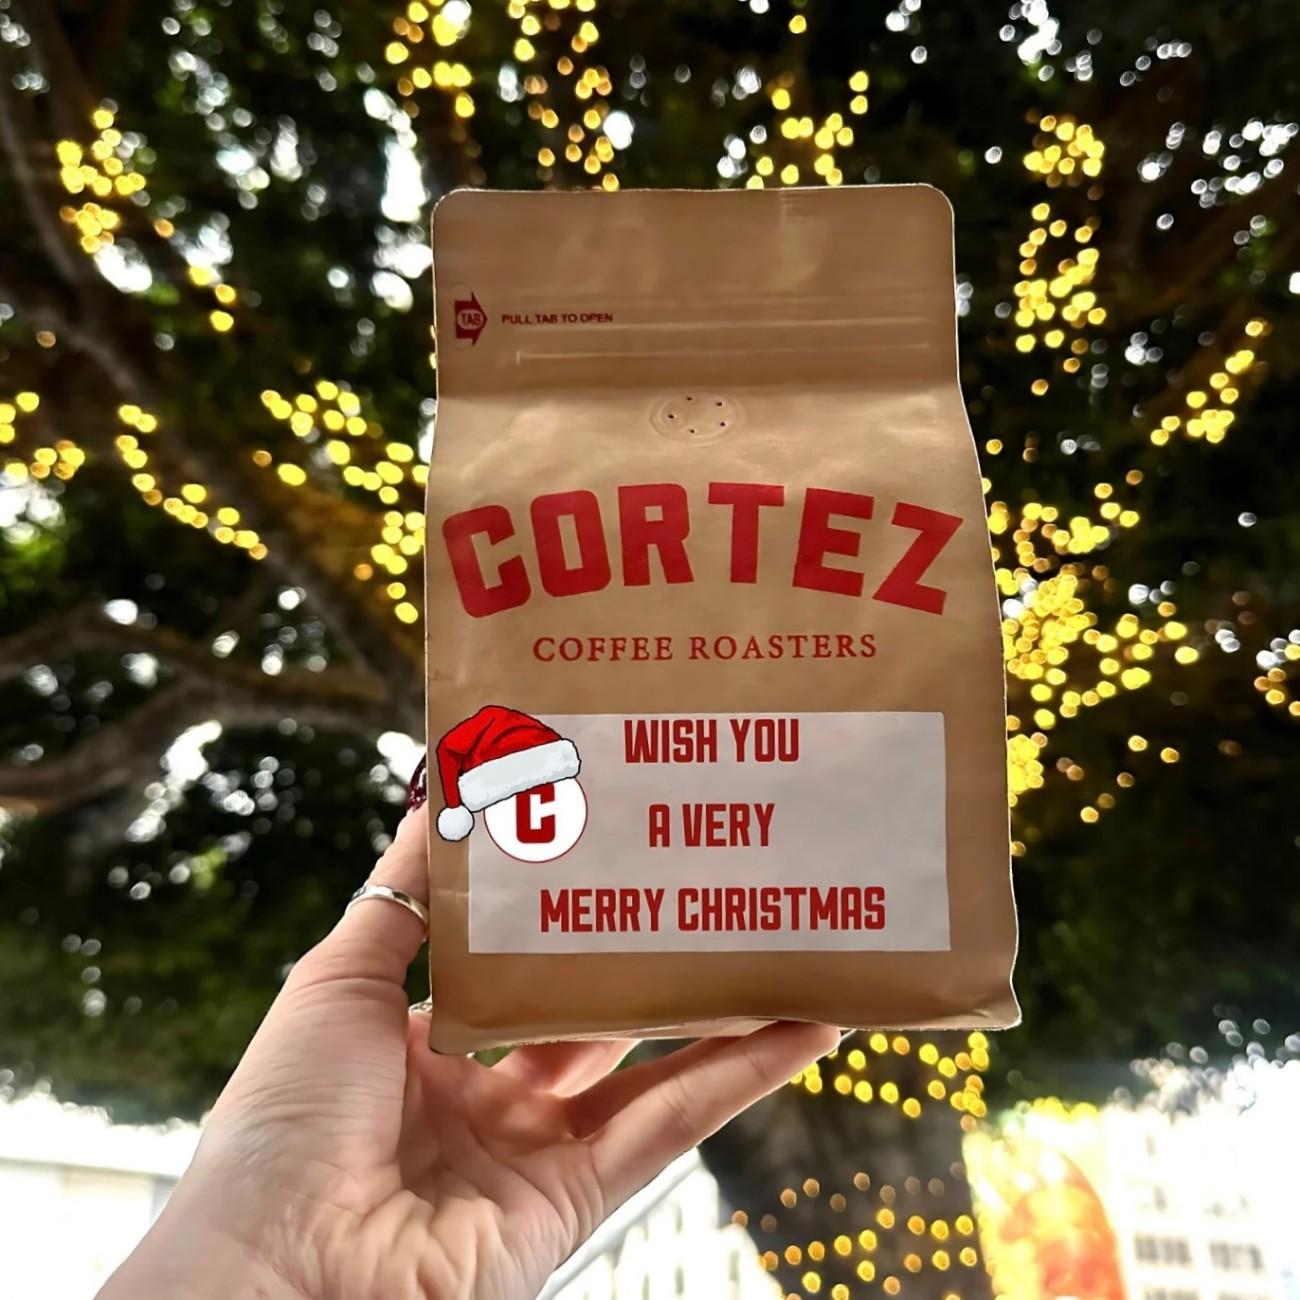 TAB
PULL TAB TO OPEN
CORTEZ
COFFEE ROASTERS
WISH YOU
C
A VERY
MERRY CHRISTMAS